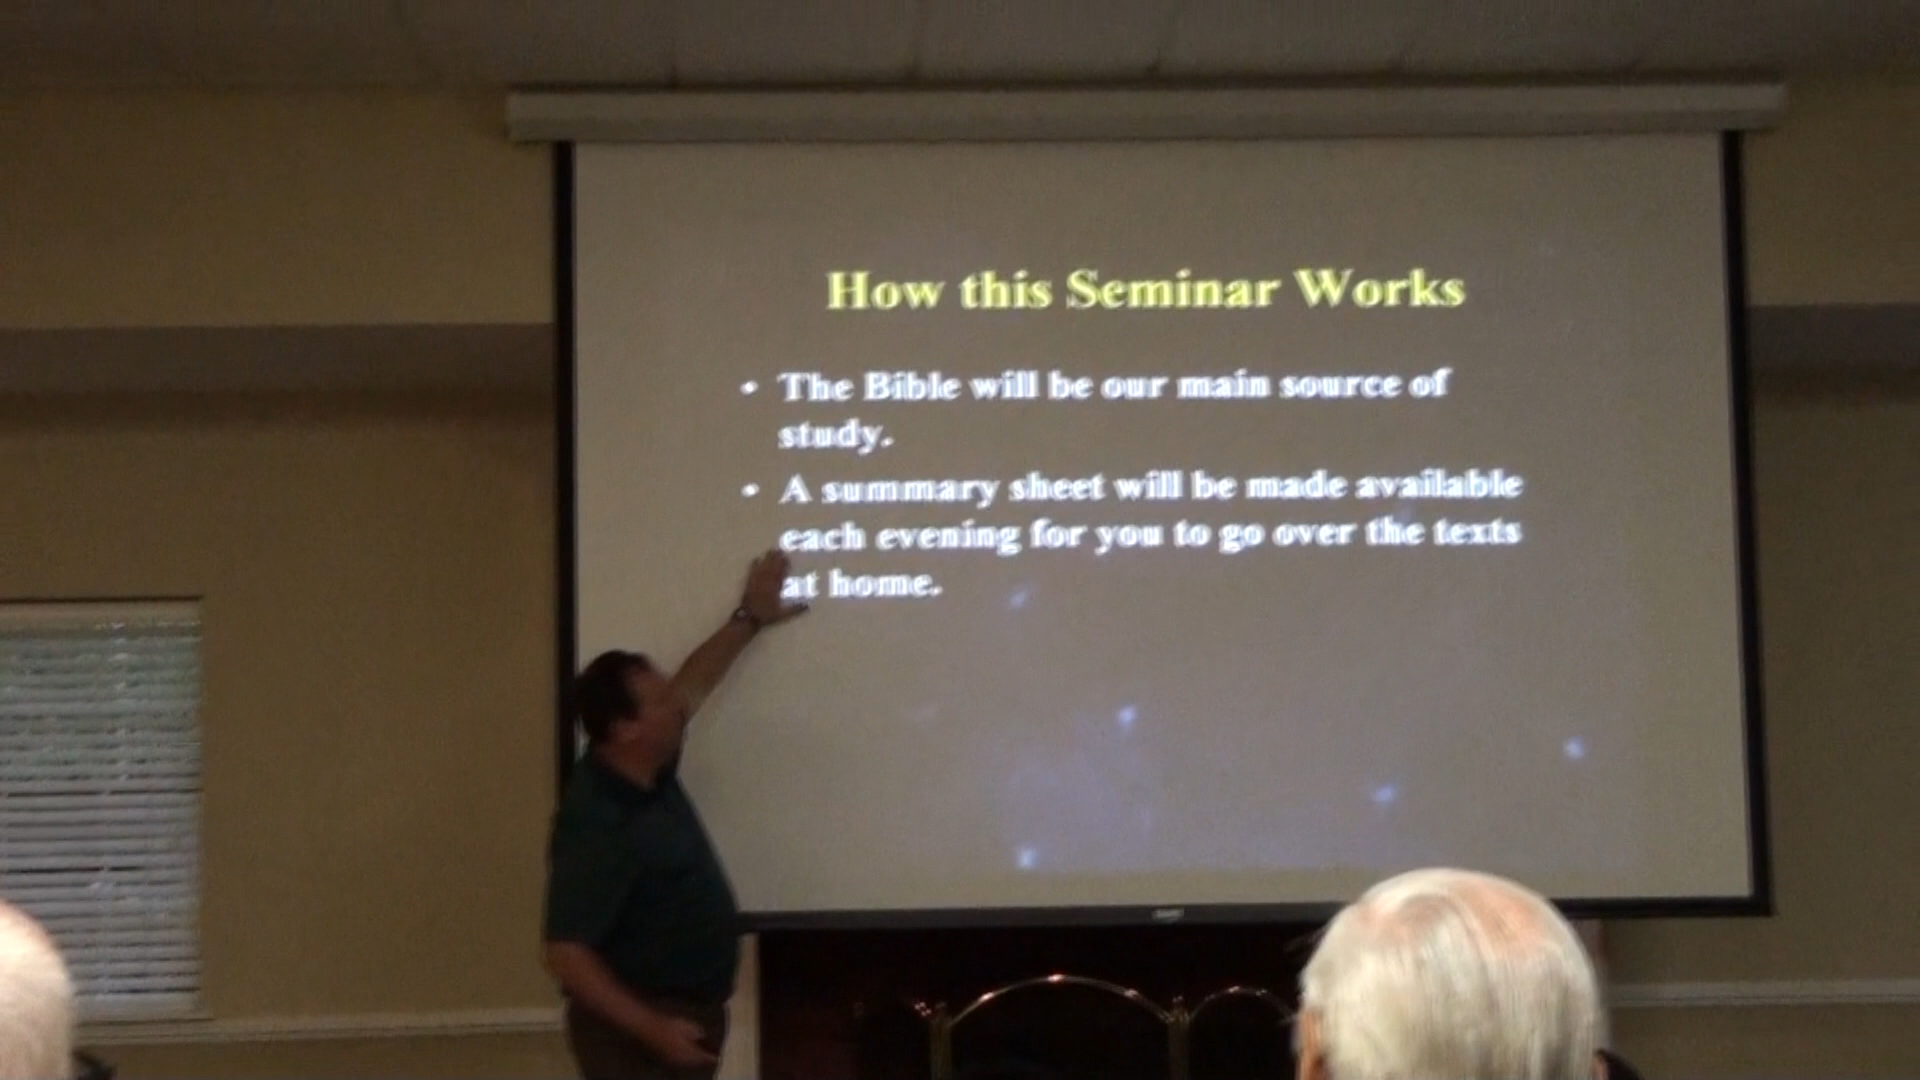 How this Seminar Works
• The Bible will be our main source of
study.
• A summary sheet will be made available
each evening for you to go over the texts
at home.